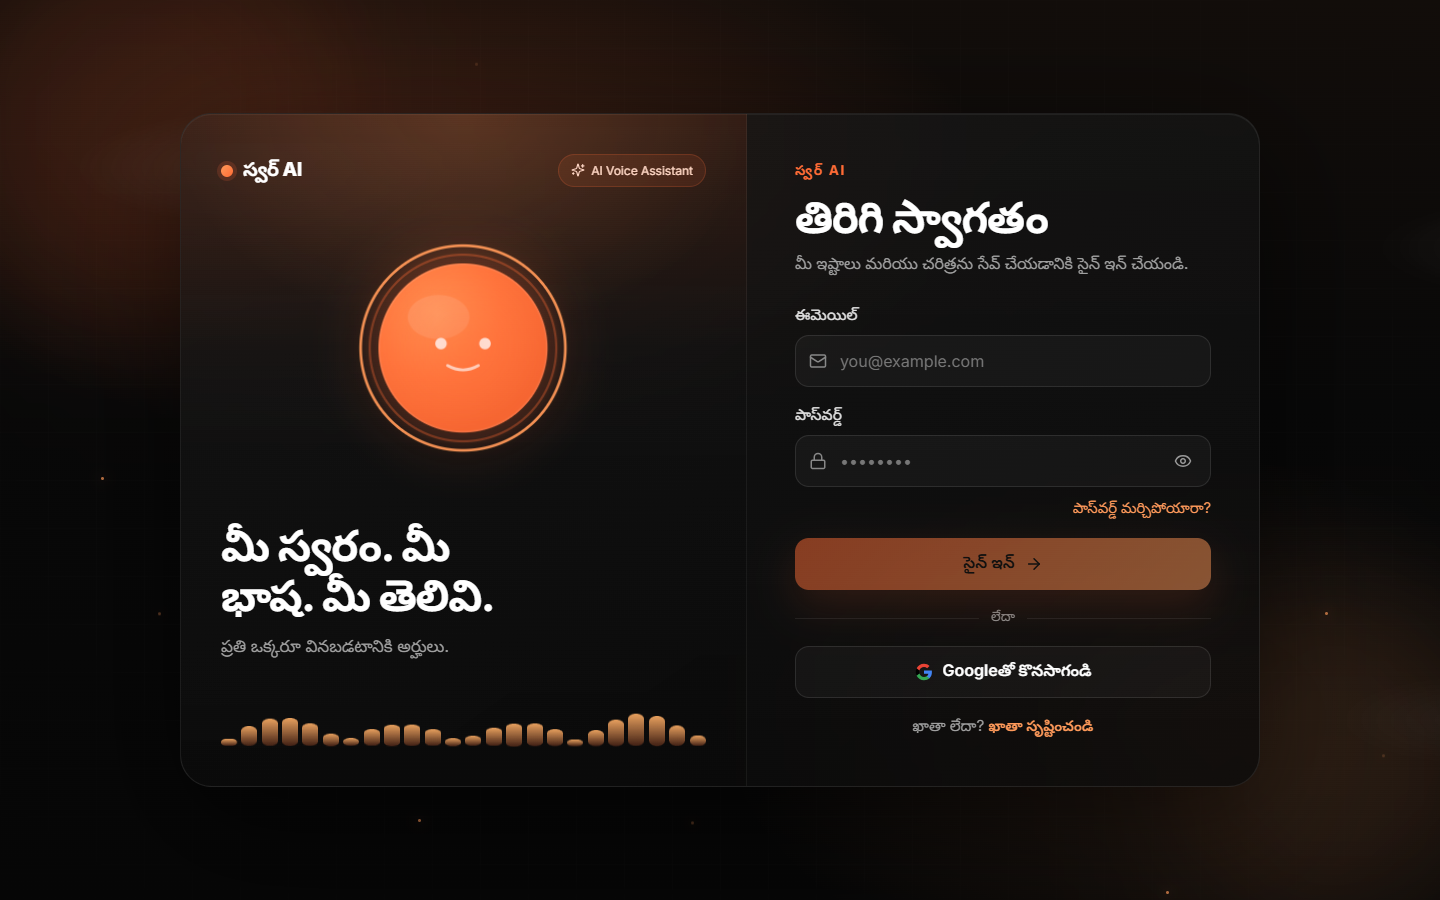 స్వర్ AI
AI Voice Assistant
మీ స్వరం. మీ
భాష. మీ తెలివి.
ప్రతి ఒక్కరూ వినబడటానికి అర్హులు.
స్వర్ AI
తిరిగి స్వాగతం
మీ ఇష్టాలు మరియు చరిత్రను సేవ్ చేయడానికి సైన్ ఇన్ చేయండి.
ఈమెయిల్
you@example.com
పాస్‌వర్డ్
••••••••
పాస్‌వర్డ్ మర్చిపోయారా?
సైన్ ఇన్ →
లేదా
Googleతో కొనసాగండి
ఖాతా లేదా? ఖాతా సృష్టించండి